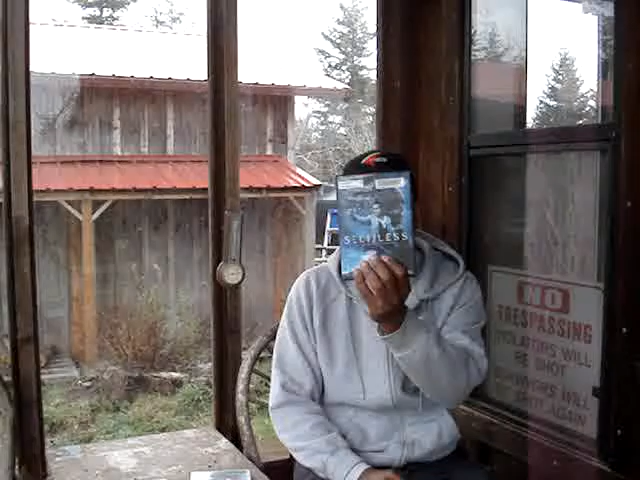 SELFLESS
NO
TRESPASSING
VIOLATORS WILL
BE SHOT
SURVIVORS WILL
BE SHOT AGAIN